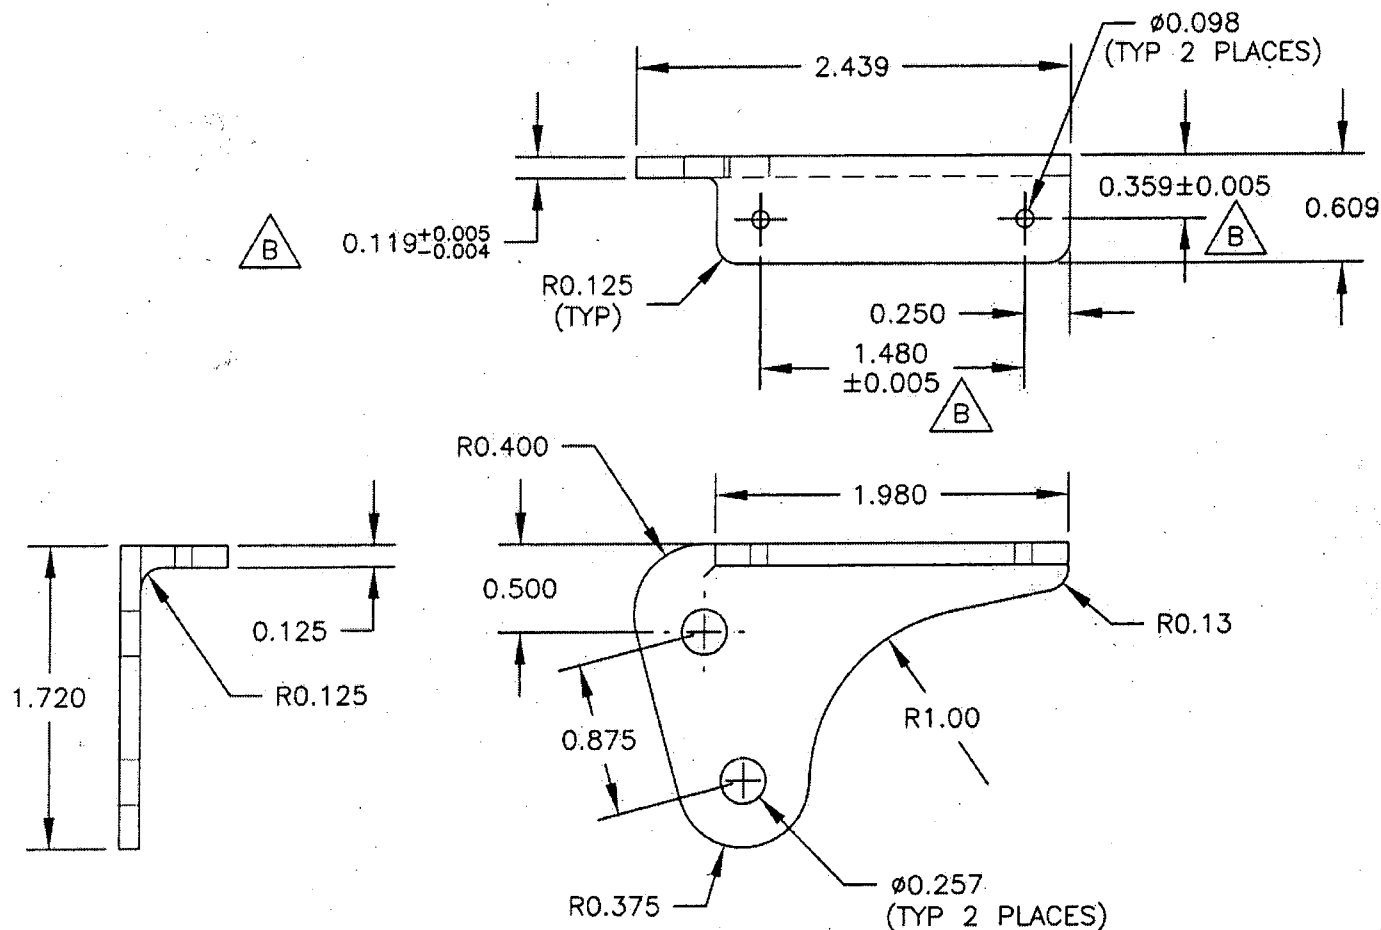 ø0.098
(TYP 2 PLACES)
2.439
0.359±0.005
0.609
B
0.119+0.005
-0.004
B
R0.125
(TYP)
0.250
1.480
±0.005
B
R0.400
1.980
0.500
0.125
R0.13
1.720
R0.125
0.875
R1.00
R0.375
ø0.257
(TYP 2 PLACES)